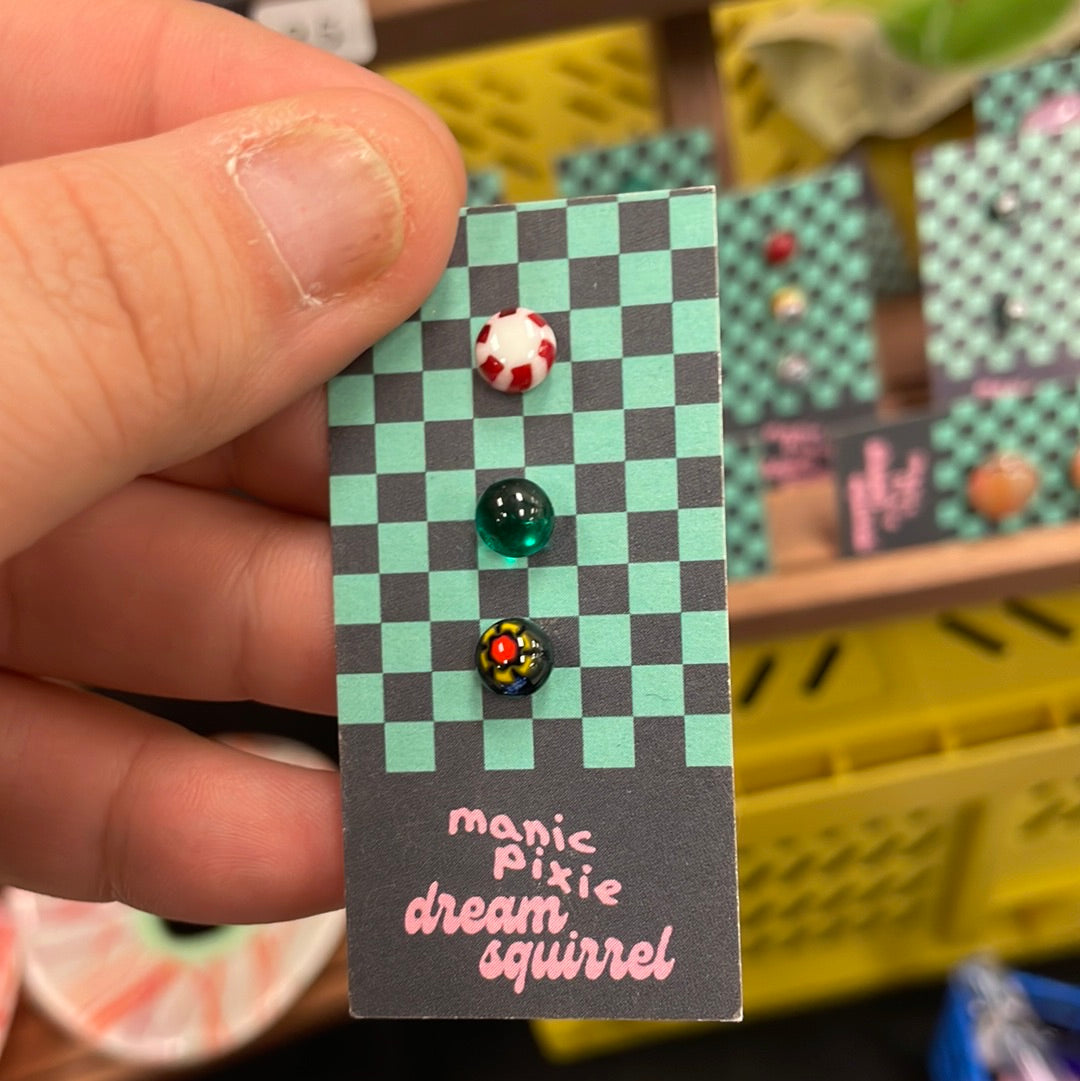 manic
pixie
dream
squirrel